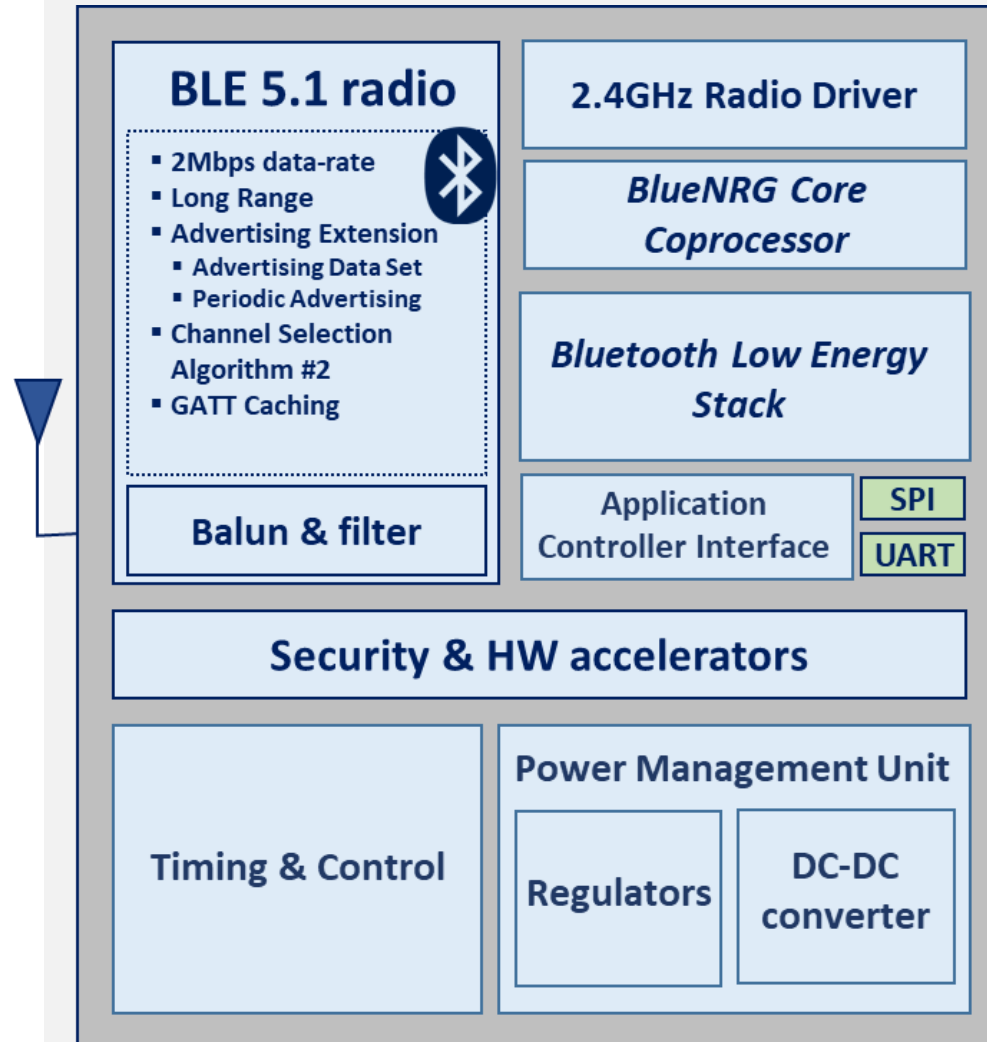 BLE 5.1 radio
▪ 2Mbps data-rate
▪ Long Range
▪ Advertising Extension
▪ Advertising Data Set
▪ Periodic Advertising
▪ Channel Selection
Algorithm #2
▪ GATT Caching
Balun & filter
2.4GHz Radio Driver
BlueNRG Core
Coprocessor
Bluetooth Low Energy
Stack
Application
Controller Interface
SPI
UART
Security & HW accelerators
Timing & Control
Power Management Unit
Regulators
DC-DC
converter